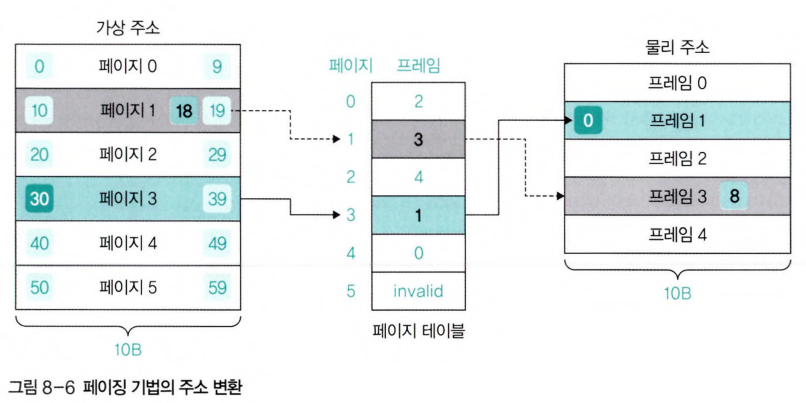 가상 주소
0 페이지 0 9
10 페이지 1 18 19
20 페이지 2 29
30 페이지 3 39
40 페이지 4 49
50 페이지 5 59
10B
페이지 프레임
0 2
1 3
2 4
3 1
4 0
5 invalid
페이지 테이블
물리 주소
프레임 0
0 프레임 1
프레임 2
프레임 3 8
프레임 4
10B
그림 8-6 페이징 기법의 주소 변환